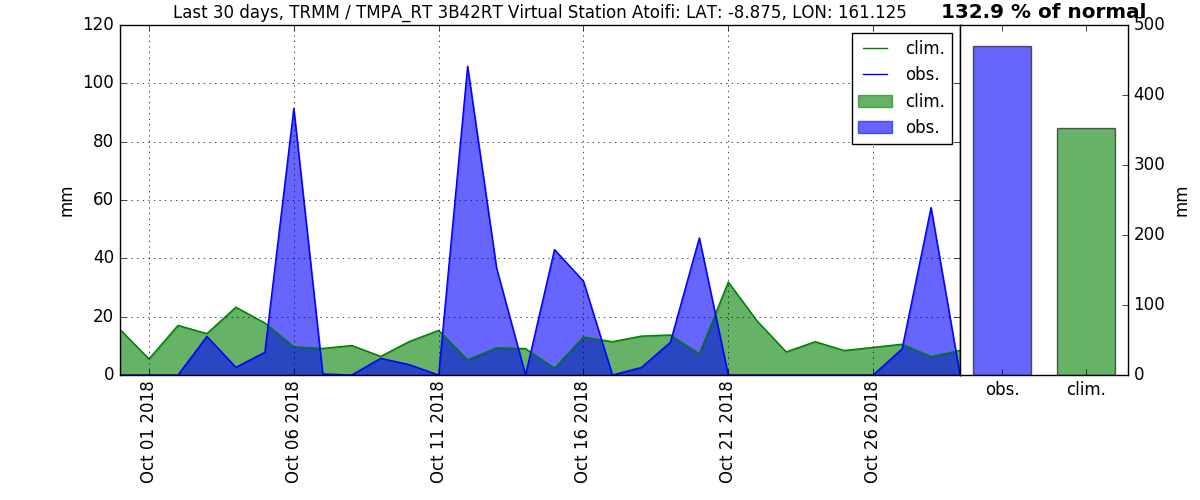 Last 30 days, TRMM / TMPA_RT 3B42RT Virtual Station Atoifi: LAT: -8.875, LON: 161.125
132.9 % of normal
120
100
80
60
40
20
0
mm
clim.
obs.
clim.
obs.
500
400
300
200
100
0
mm
Oct 01 2018
Oct 06 2018
Oct 11 2018
Oct 16 2018
Oct 21 2018
Oct 26 2018
obs.
clim.